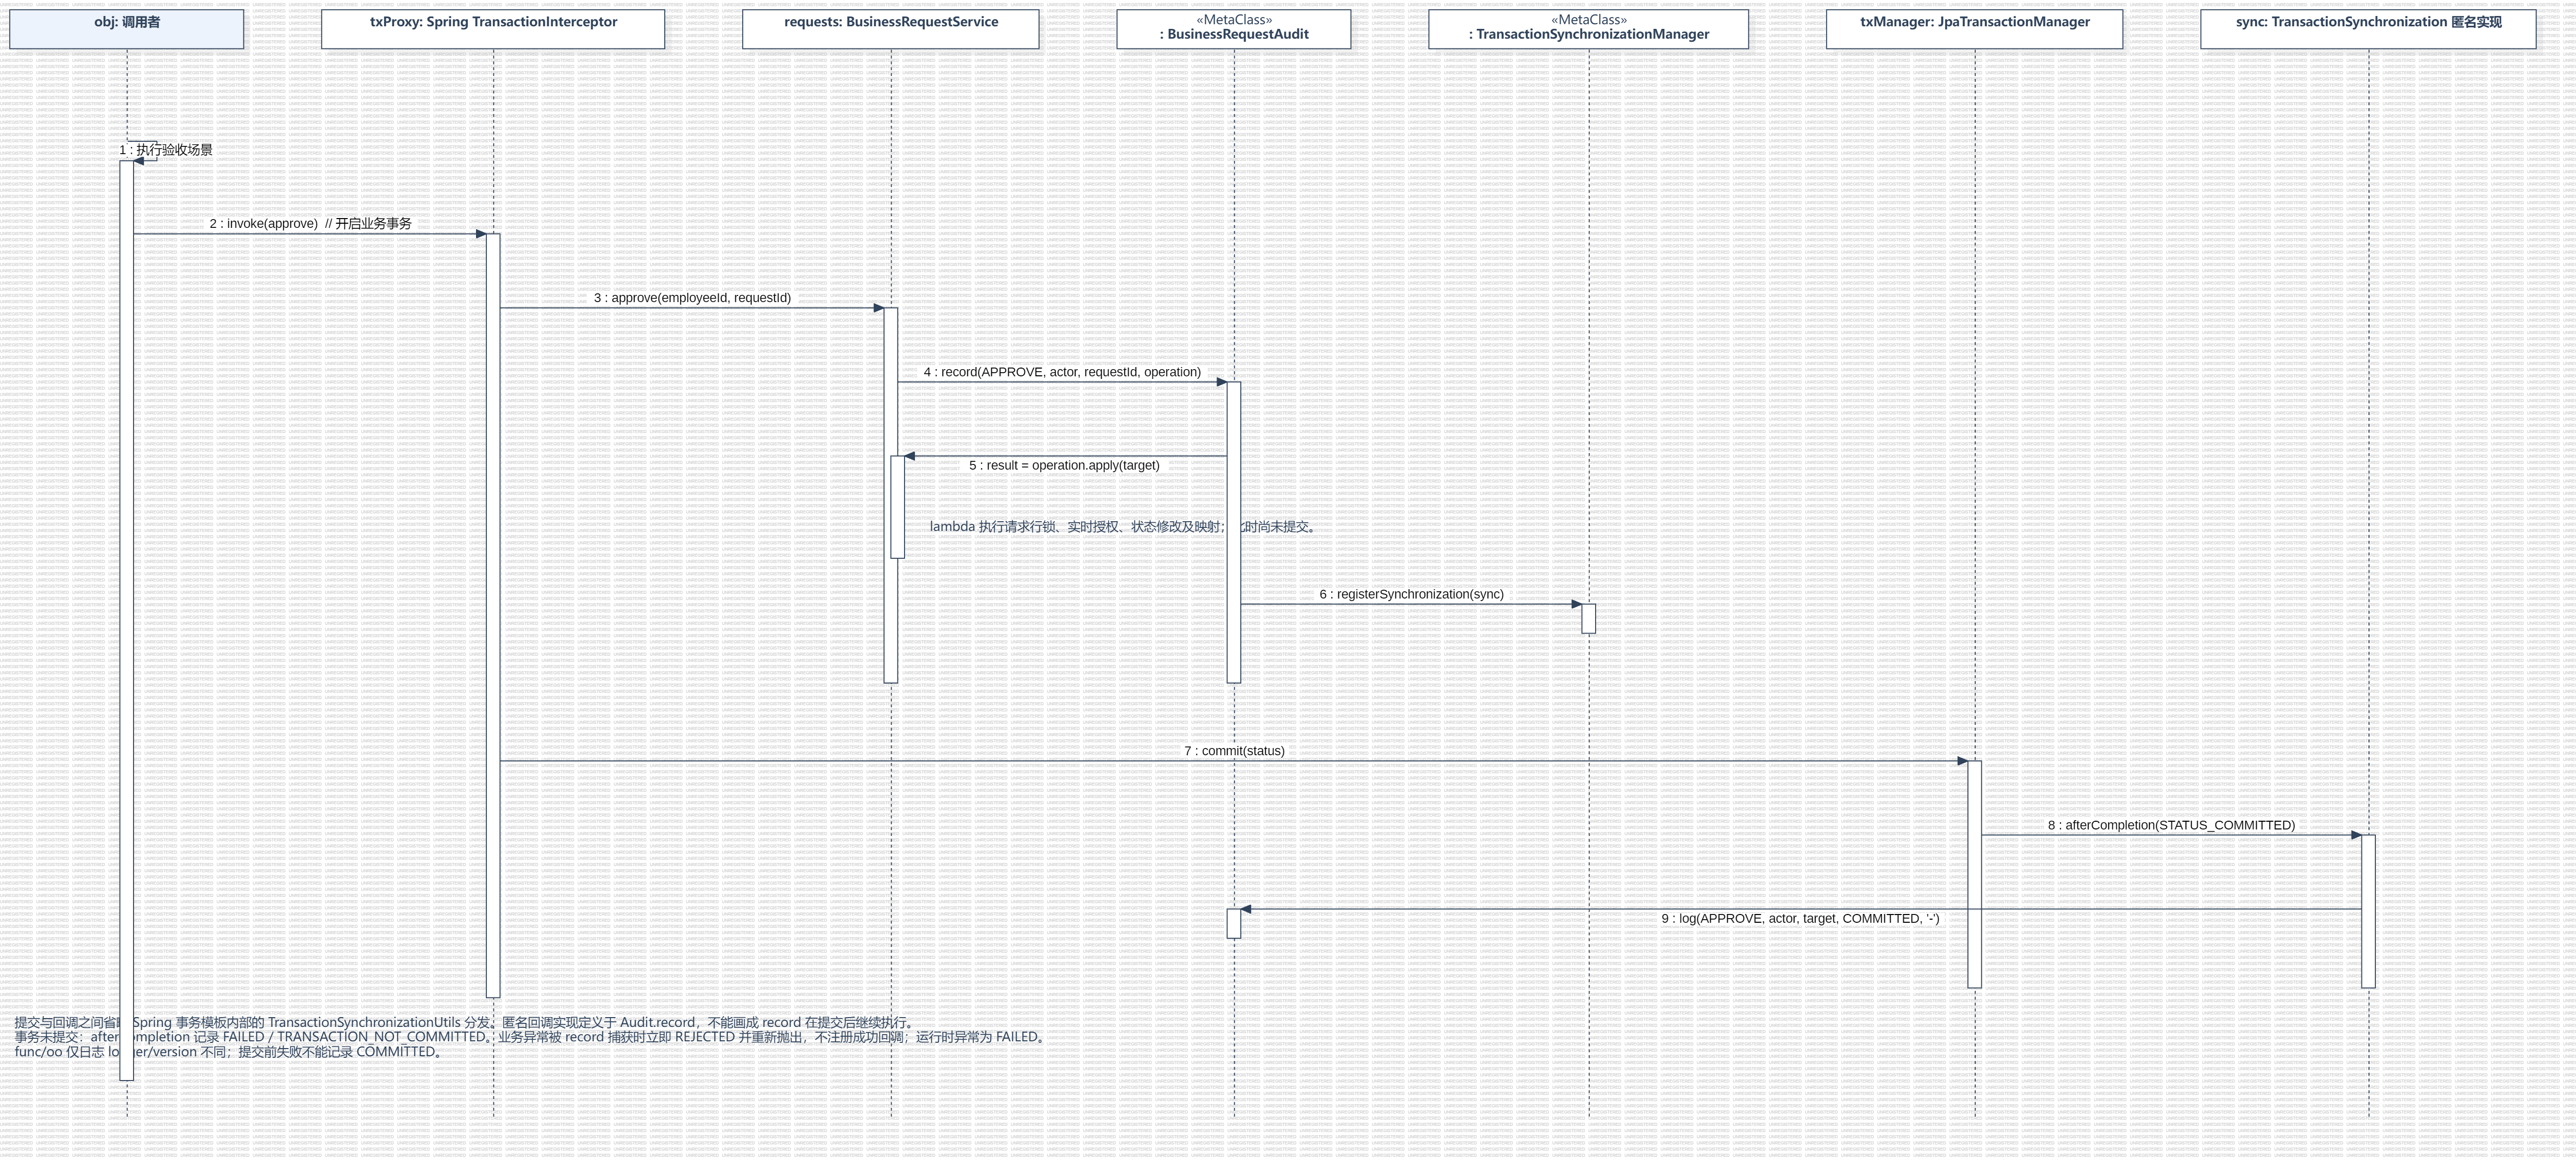 obj: 调用者
txProxy: Spring TransactionInterceptor
requests: BusinessRequestService
«MetaClass»
: BusinessRequestAudit
«MetaClass»
: TransactionSynchronizationManager
txManager: JpaTransactionManager
sync: TransactionSynchronization 匿名实现
1 : 执行验收场景
2 : invoke(approve)  // 开启业务事务
3 : approve(employeeId, requestId)
4 : record(APPROVE, actor, requestId, operation)
5 : result = operation.apply(target)
lambda 执行请求行锁、实时授权、状态修改及映射；此时尚未提交。
6 : registerSynchronization(sync)
7 : commit(status)
8 : afterCompletion(STATUS_COMMITTED)
9 : log(APPROVE, actor, target, COMMITTED, '-')
提交与回调之间省略 Spring 事务模板内部的 TransactionSynchronizationUtils 分发。匿名回调实现定义于 Audit.record，不能画成 record 在提交后继续执行。
事务未提交：afterCompletion 记录 FAILED / TRANSACTION_NOT_COMMITTED。业务异常被 record 捕获时立即 REJECTED 并重新抛出，不注册成功回调；运行时异常为 FAILED。
func/oo 仅日志 logger/version 不同；提交前失败不能记录 COMMITTED。